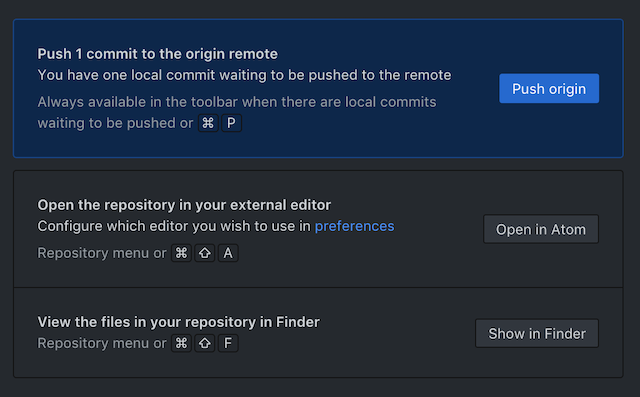 Push 1 commit to the origin remote
You have one local commit waiting to be pushed to the remote
Always available in the toolbar when there are local commits
waiting to be pushed or ⌘ P
Push origin
Open the repository in your external editor
Configure which editor you wish to use in preferences
Repository menu or ⌘ ⇧ A
Open in Atom
View the files in your repository in Finder
Repository menu or ⌘ ⇧ F
Show in Finder